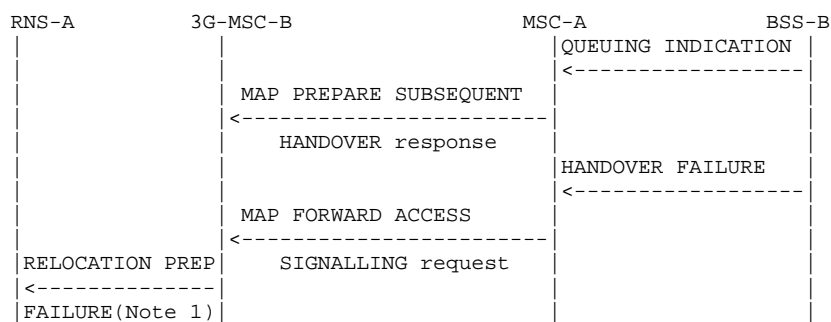 RNS-A 3G-MSC-B MSC-A BSS-B
QUEUING INDICATION
MAP PREPARE SUBSEQUENT
HANDOVER response
HANDOVER FAILURE
MAP FORWARD ACCESS
RELOCATION PREP SIGNALLING request
FAILURE(Note 1)